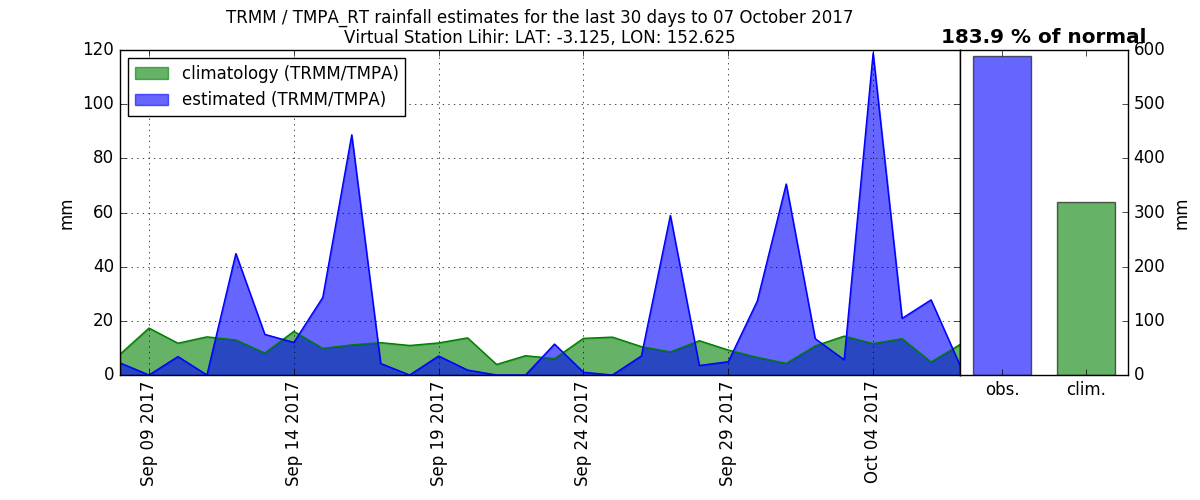 TRMM / TMPA_RT rainfall estimates for the last 30 days to 07 October 2017
Virtual Station Lihir: LAT: -3.125, LON: 152.625
183.9 % of normal
climatology (TRMM/TMPA)
estimated (TRMM/TMPA)
mm
120
100
80
60
40
20
0
Sep 09 2017
Sep 14 2017
Sep 19 2017
Sep 24 2017
Sep 29 2017
Oct 04 2017
obs.
clim.
600
500
400
300
200
100
0
mm